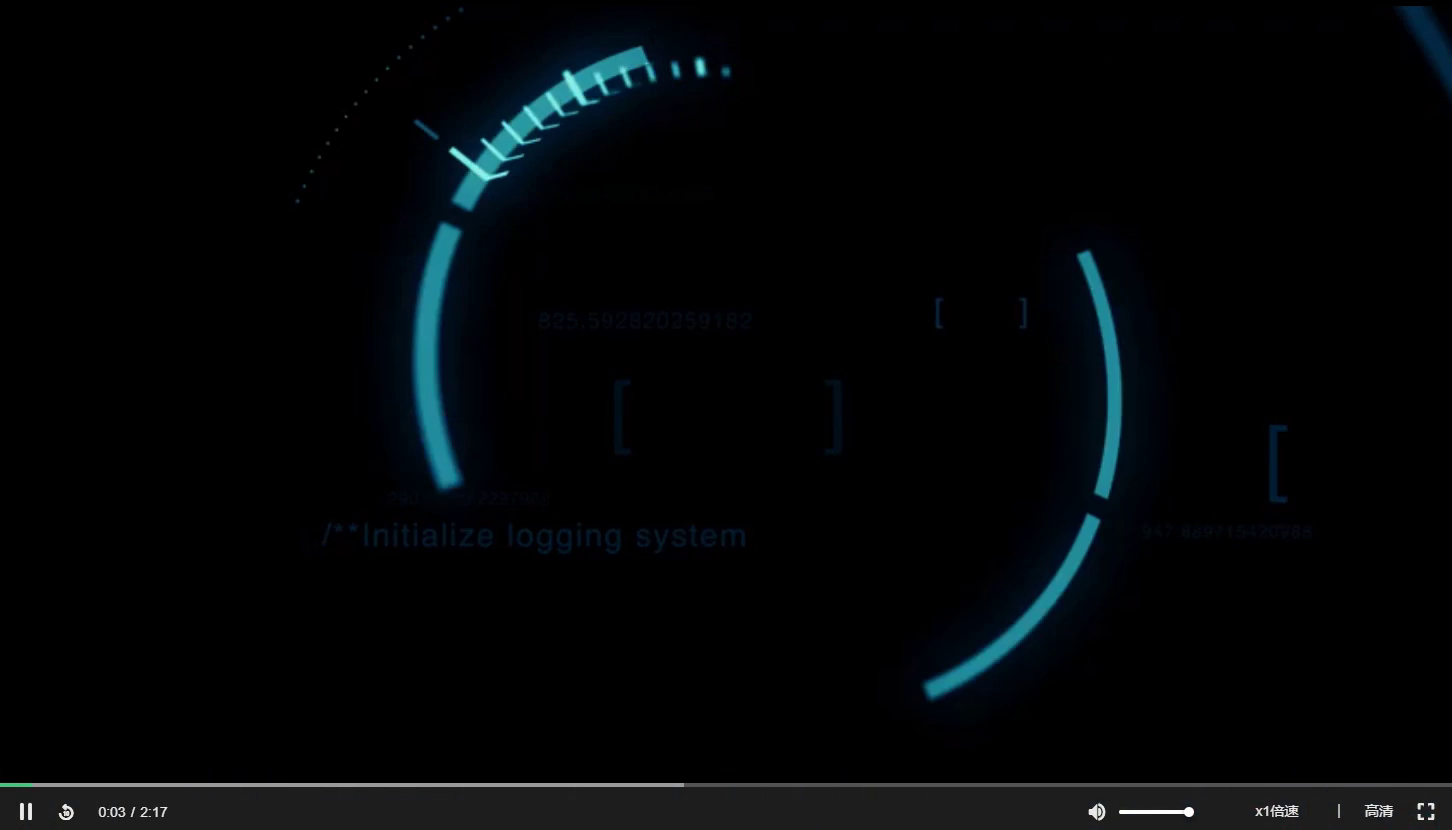 825.592820259182
[ ]
[ ]
[
/**Initialize logging system
0:03 / 2:17
x1倍速
|
高清